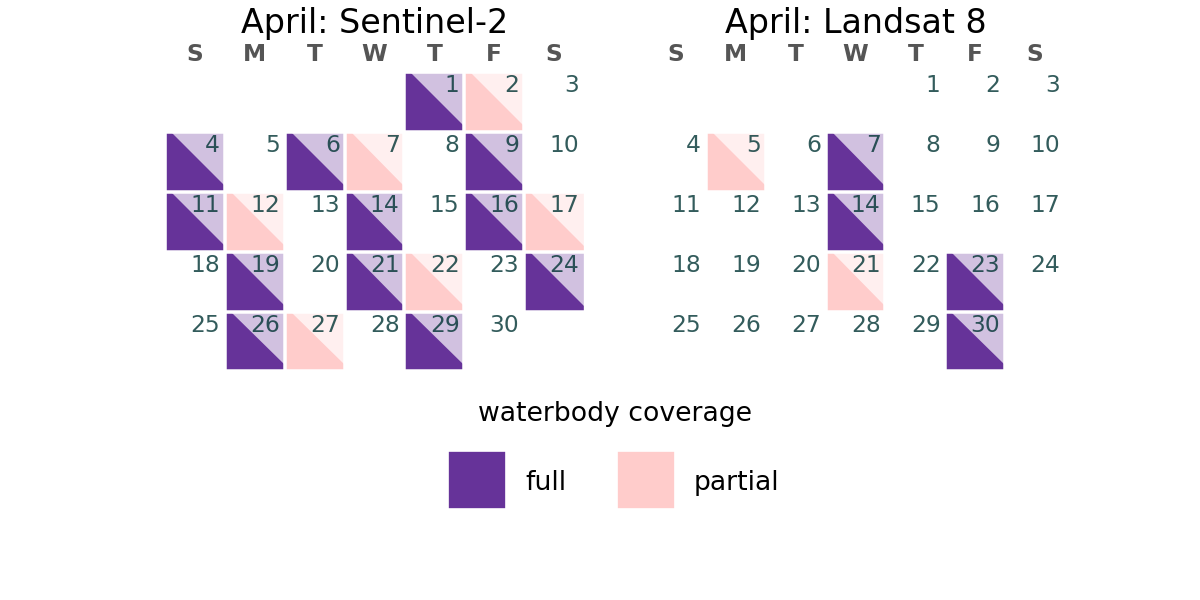 April: Sentinel-2
S M T W T F S
1 2 3
4 5 6 7 8 9 10
11 12 13 14 15 16 17
18 19 20 21 22 23 24
25 26 27 28 29 30
April: Landsat 8
S M T W T F S
1 2 3
4 5 6 7 8 9 10
11 12 13 14 15 16 17
18 19 20 21 22 23 24
25 26 27 28 29 30
waterbody coverage
full
partial